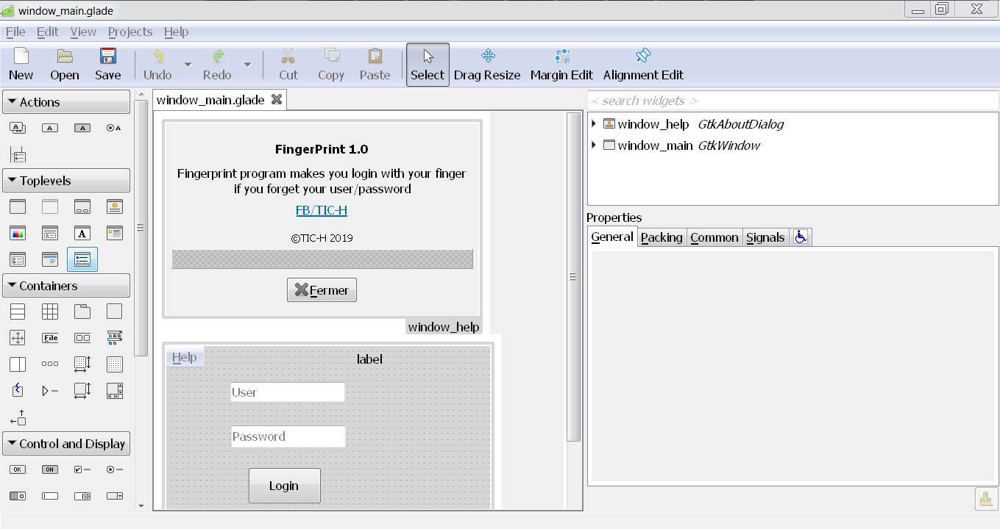 window_main.glade
File Edit View Projects Help
New Open Save Undo Redo Cut Copy Paste Select Drag Resize Margin Edit Alignment Edit
Actions
Toplevels
Containers
File
Control and Display
OK ON
window_main.glade
FingerPrint 1.0
Fingerprint program makes you login with your finger
if you forget your user/password
FB/TIC-H
©TIC-H 2019
Fermer
window_help
Help
label
User
Password
Login
< search widgets >
window_help GtkAboutDialog
window_main GtkWindow
Properties
General Packing Common Signals